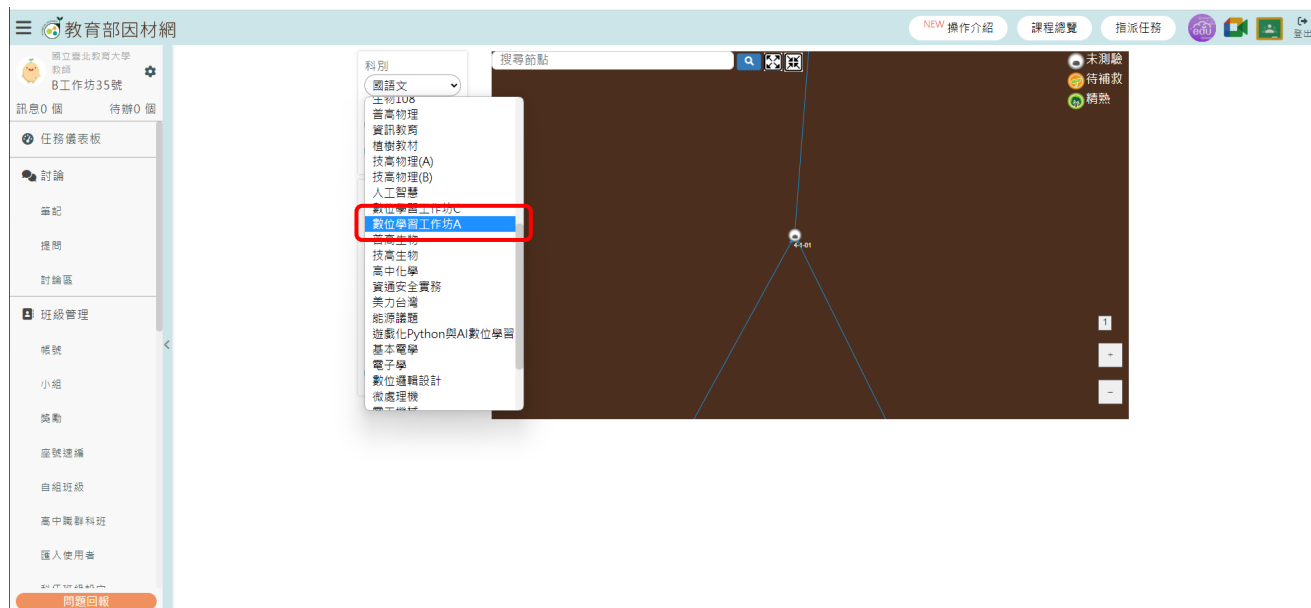 教育部因材網
NEW 操作介紹
課程總覽
指派任務
登出
國立臺北教育大學
教師
B工作坊35號
訊息0 個
待辦0 個
任務儀表板
討論
筆記
提問
討論區
班級管理
帳號
小組
獎勵
座號速編
自組班級
高中職群科班
匯入使用者
問題回報
科別
國語文
生物108
普高物理
資訊教育
植樹教材
技高物理(A)
技高物理(B)
人工智慧
數位學習工作坊C
數位學習工作坊A
普高生物
技高生物
高中化學
資通安全實務
美力台灣
能源議題
遊戲化Python與AI數位學習
基本電學
電子學
數位邏輯設計
微處理機
電工機械
搜尋節點
未測驗
待補救
精熟
4-1-01
1
+
-